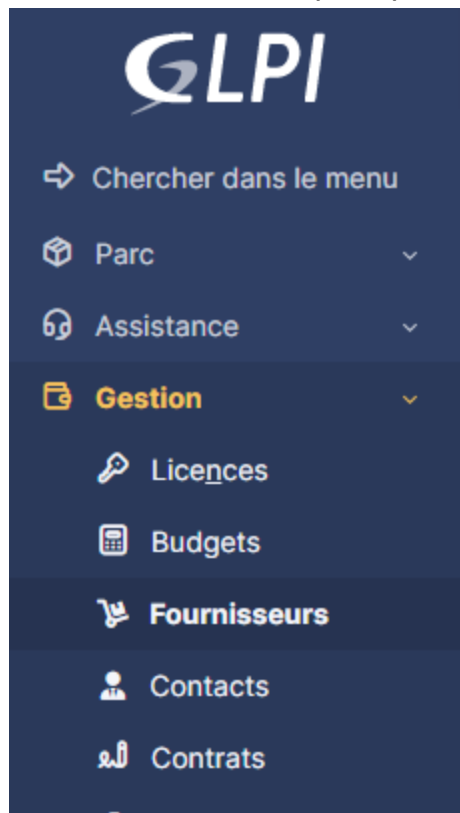 GLPI
Chercher dans le menu
Parc
Assistance
Gestion
Licences
Budgets
Fournisseurs
Contacts
Contrats